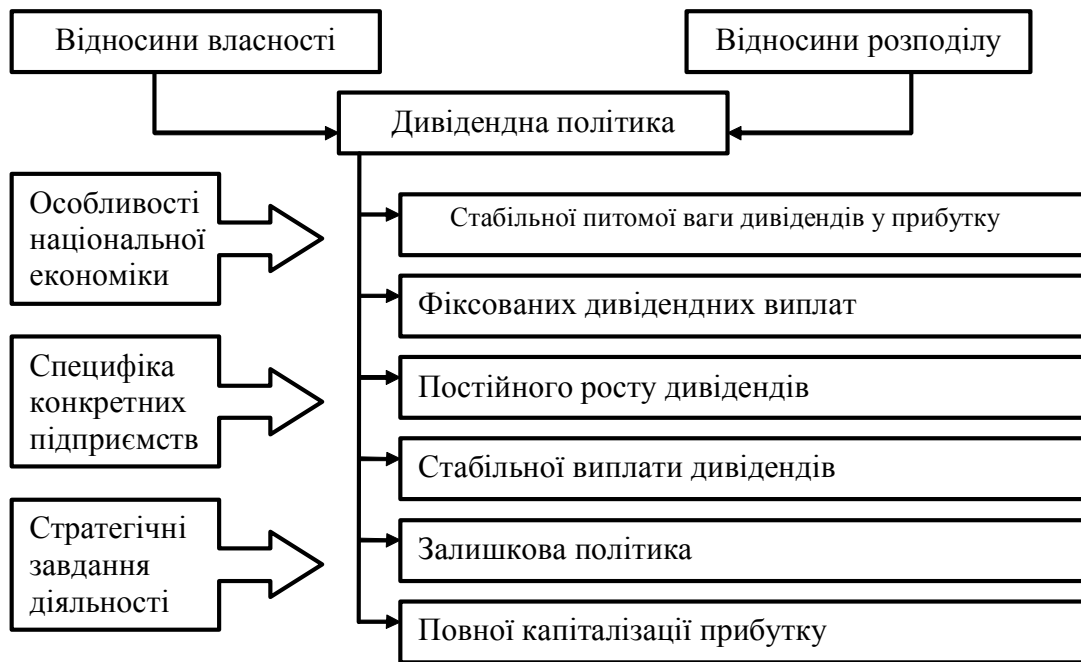 Відносини власності
Відносини розподілу
Дивідендна політика
Особливості
національної
економіки
Стабільної питомої ваги дивідендів у прибутку
Фіксованих дивідендних виплат
Специфіка
конкретних
підприємств
Постійного росту дивідендів
Стабільної виплати дивідендів
Стратегічні
завдання
діяльності
Залишкова політика
Повної капіталізації прибутку